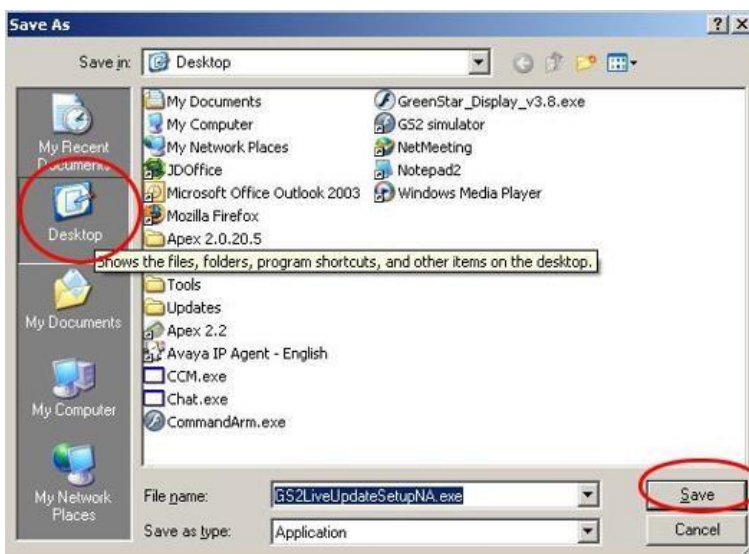 Save As
Save in:
Desktop
My Recent
Documents
Desktop
My Documents
My Computer
My Network
Places
My Documents
My Computer
My Network Places
JDOffice
Microsoft Office Outlook 2003
Mozilla Firefox
Apex 2.0.20.5
Shows the files, folders, program shortcuts, and other items on the desktop.
Tools
Updates
Apex 2.2
Avaya IP Agent - English
CCM.exe
Chat.exe
CommandArm.exe
GreenStar_Display_v3.8.exe
GS2 simulator
NetMeeting
Notepad2
Windows Media Player
File name:
GS2LiveUpdateSetupNA.exe
Save
Save as type:
Application
Cancel